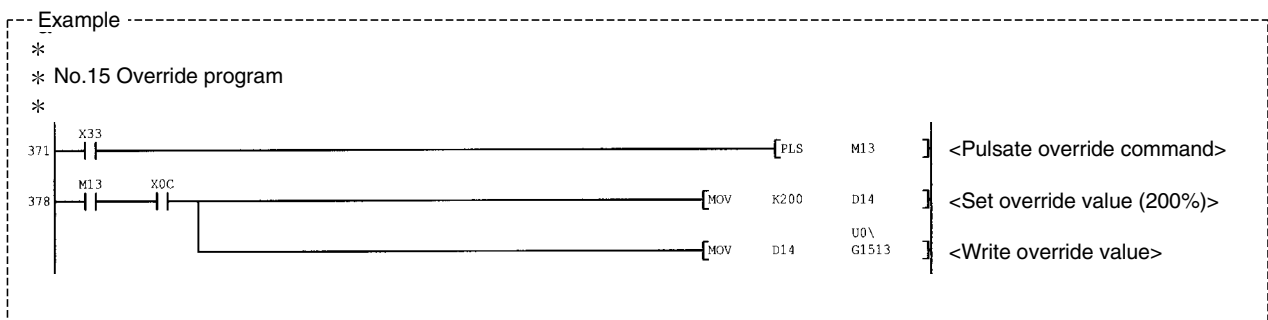 Example
*
* No.15 Override program
*
X33
371 [PLS M13 ] <Pulsate override command>
M13 X0C
378 [MOV K200 D14 ] <Set override value (200%)>
U0\
[MOV D14 G1513 ] <Write override value>